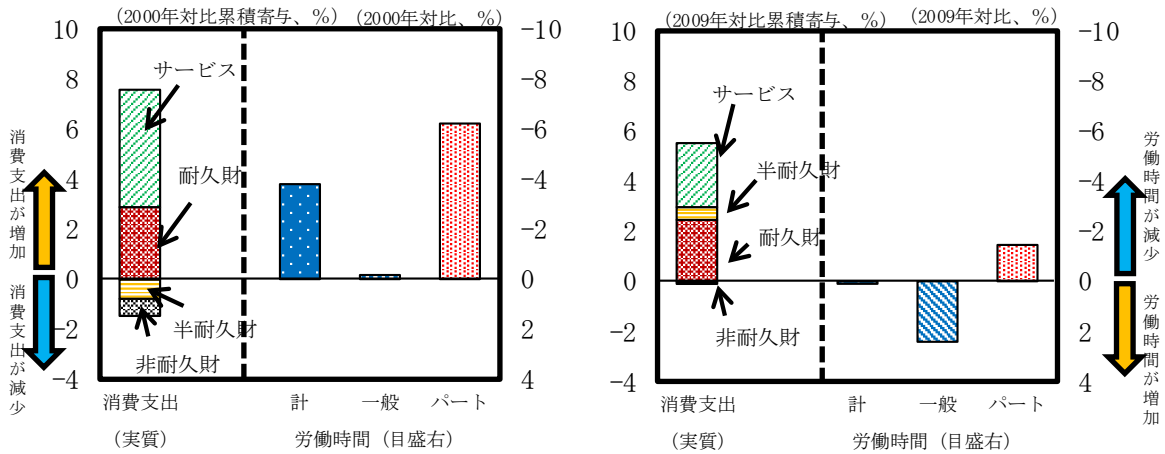 (2000年対比累積寄与、%)
(2000年対比、%)
10
8
6
4
2
0
-2
-4
-10
-8
-6
-4
-2
0
2
4
消費支出が増加
消費支出が減少
サービス
耐久財
半耐久財
非耐久財
消費支出
(実質)
計
一般
パート
労働時間(目盛右)
(2009年対比累積寄与、%)
(2009年対比、%)
10
8
6
4
2
0
-2
-4
-10
-8
-6
-4
-2
0
2
4
サービス
半耐久財
耐久財
非耐久財
労働時間が減少
労働時間が増加
消費支出
(実質)
計
一般
パート
労働時間(目盛右)